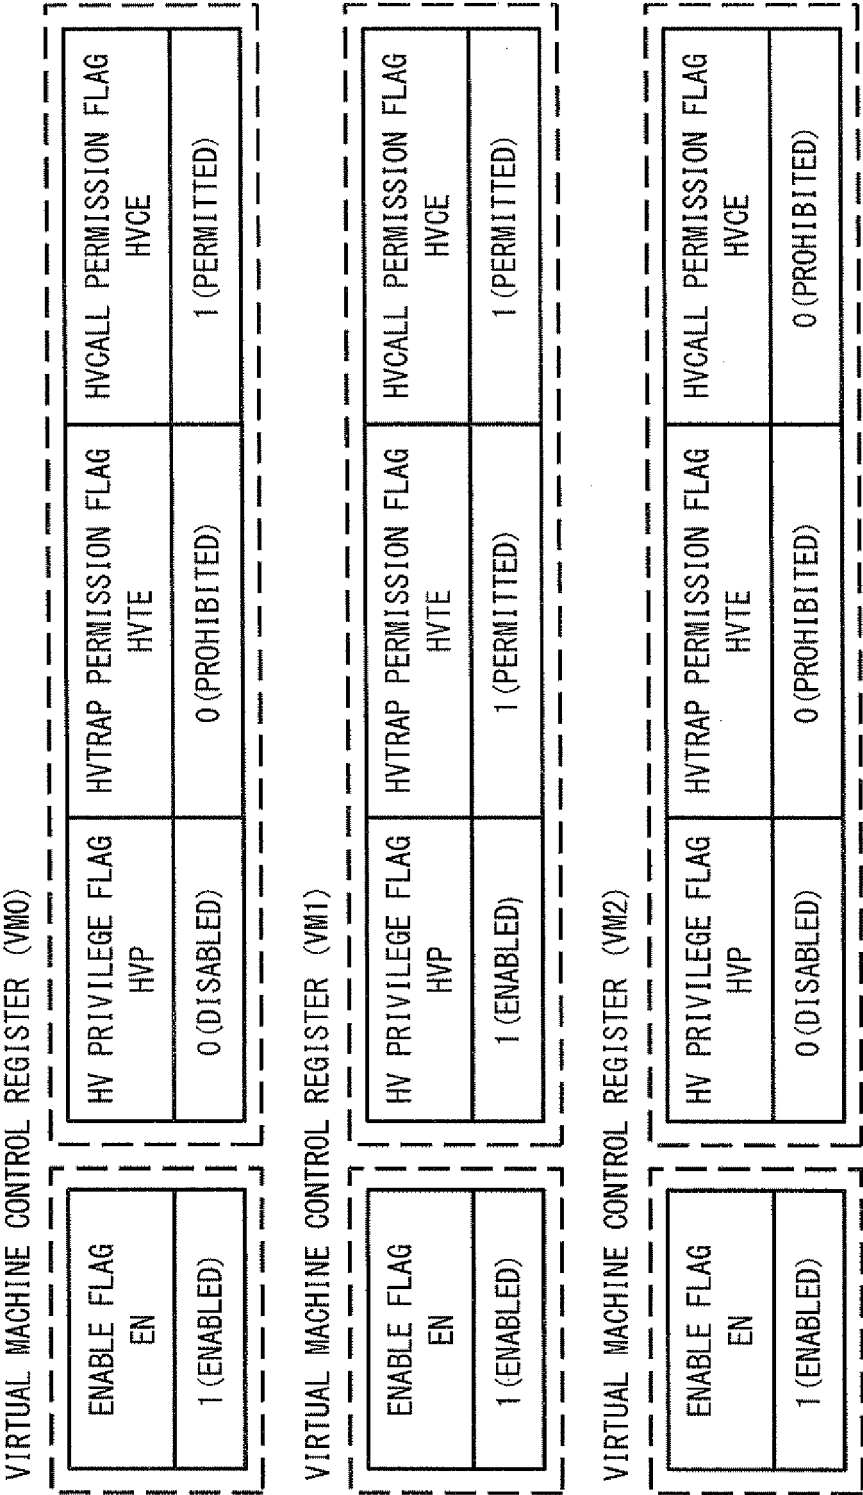 VIRTUAL MACHINE CONTROL REGISTER (VM0)
ENABLE FLAG
EN
1(ENABLED)
HV PRIVILEGE FLAG
HVP
0(DISABLED)
HVTRAP PERMISSION FLAG
HVTE
0(PROHIBITED)
HVCALL PERMISSION FLAG
HVCE
1(PERMITTED)
VIRTUAL MACHINE CONTROL REGISTER (VM1)
ENABLE FLAG
EN
1(ENABLED)
HV PRIVILEGE FLAG
HVP
1(ENABLED)
HVTRAP PERMISSION FLAG
HVTE
1(PERMITTED)
HVCALL PERMISSION FLAG
HVCE
1(PERMITTED)
VIRTUAL MACHINE CONTROL REGISTER (VM2)
ENABLE FLAG
EN
1(ENABLED)
HV PRIVILEGE FLAG
HVP
0(DISABLED)
HVTRAP PERMISSION FLAG
HVTE
0(PROHIBITED)
HVCALL PERMISSION FLAG
HVCE
0(PROHIBITED)